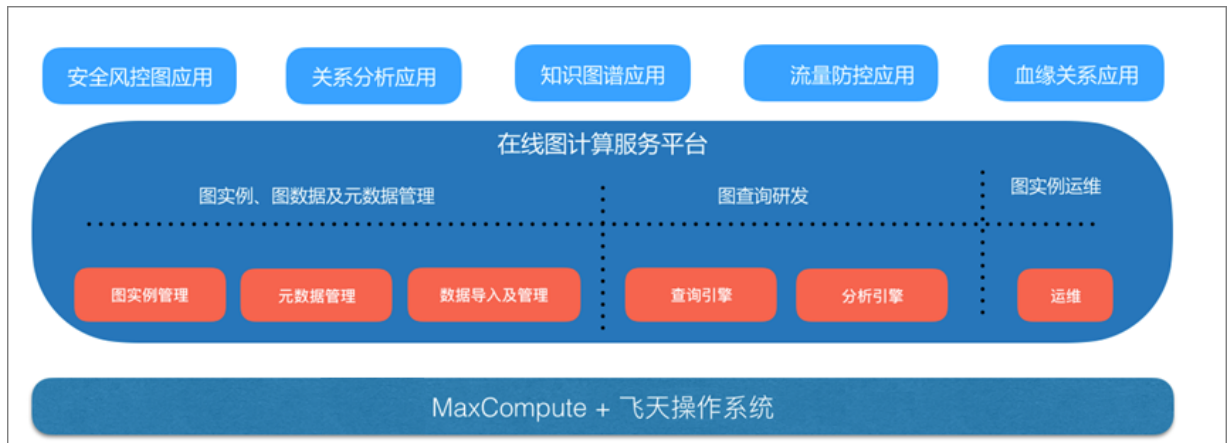 安全风控图应用
关系分析应用
知识图谱应用
流量防控应用
血缘关系应用
在线图计算服务平台
图实例、图数据及元数据管理
图查询研发
图实例运维
图实例管理
元数据管理
数据导入及管理
查询引擎
分析引擎
运维
MaxCompute + 飞天操作系统